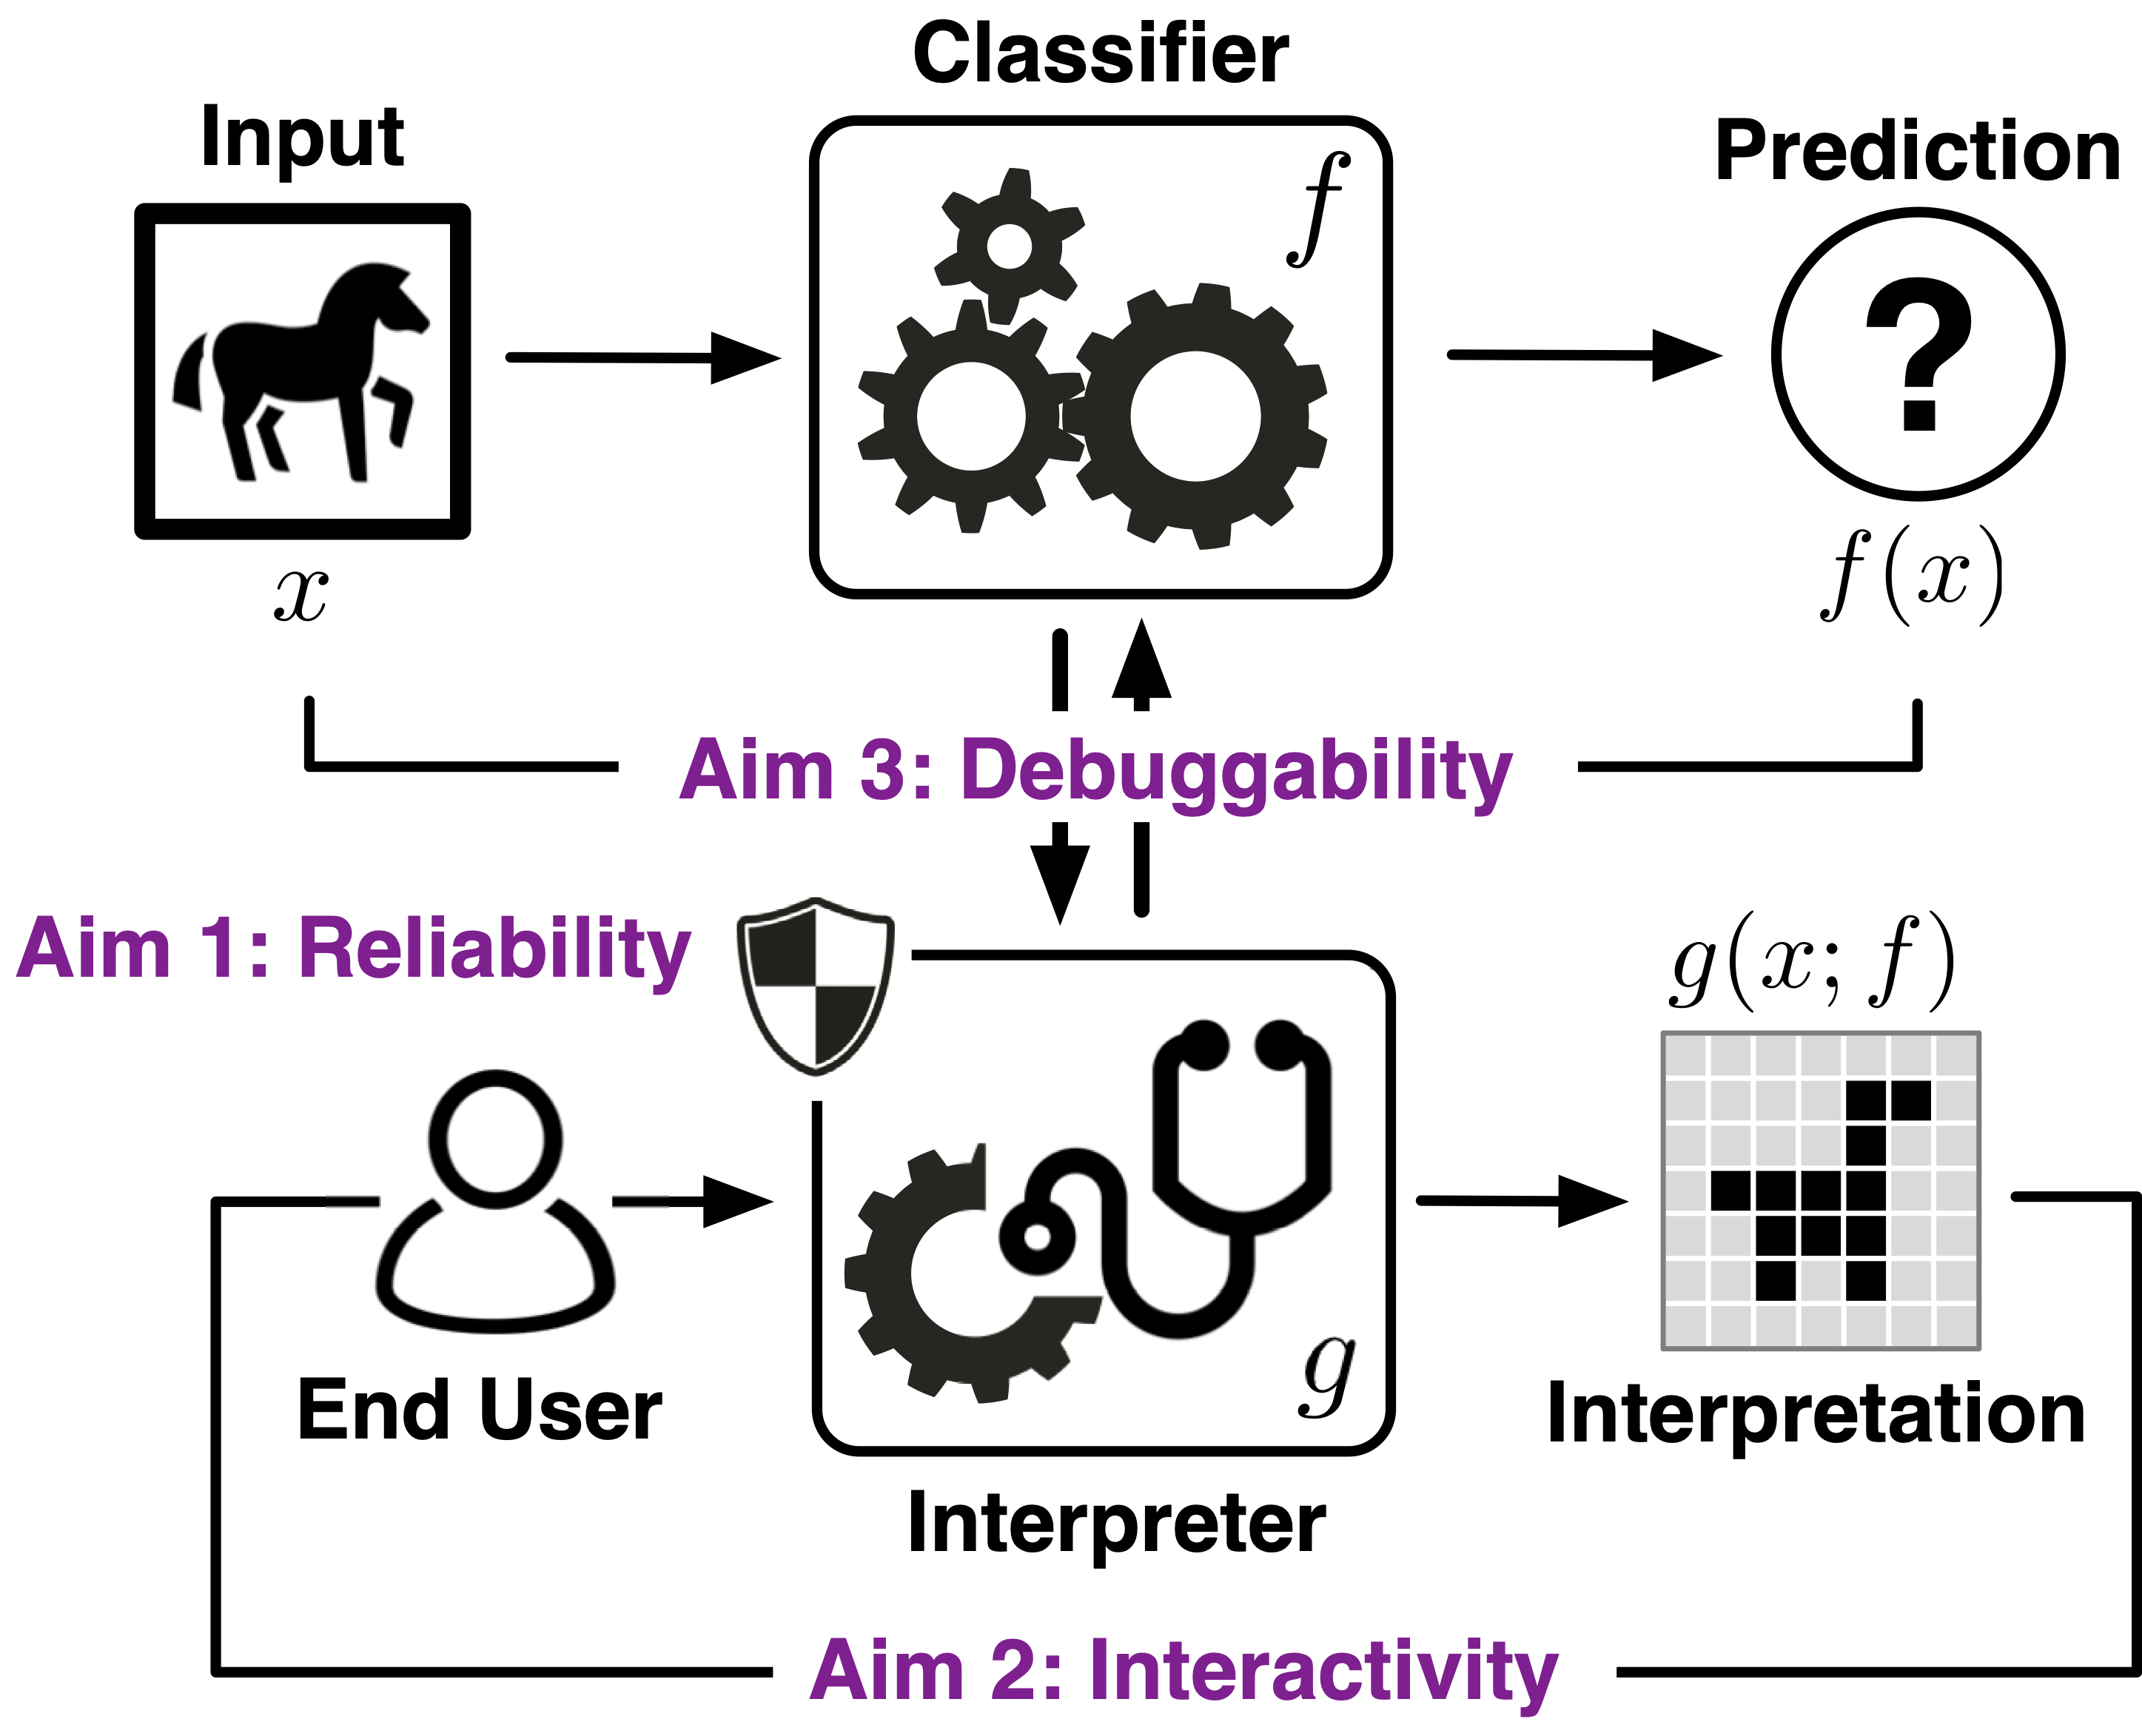 Classifier
Input
Prediction
f
?
x
f(x)
Aim 3: Debuggability
Aim 1: Reliability
g(x; f)
g
End User
Interpretation
Interpreter
Aim 2: Interactivity